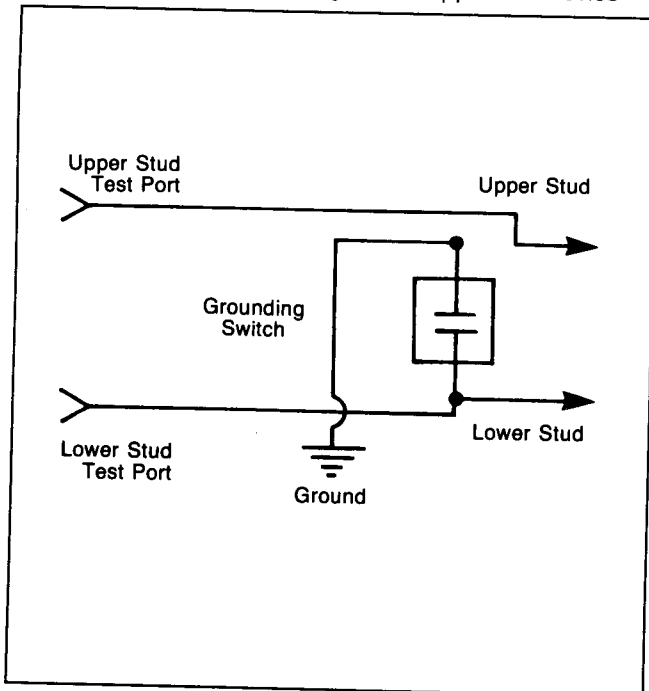 Upper Stud
Test Port
Upper Stud
Grounding
Switch
Lower Stud
Test Port
Lower Stud
Ground